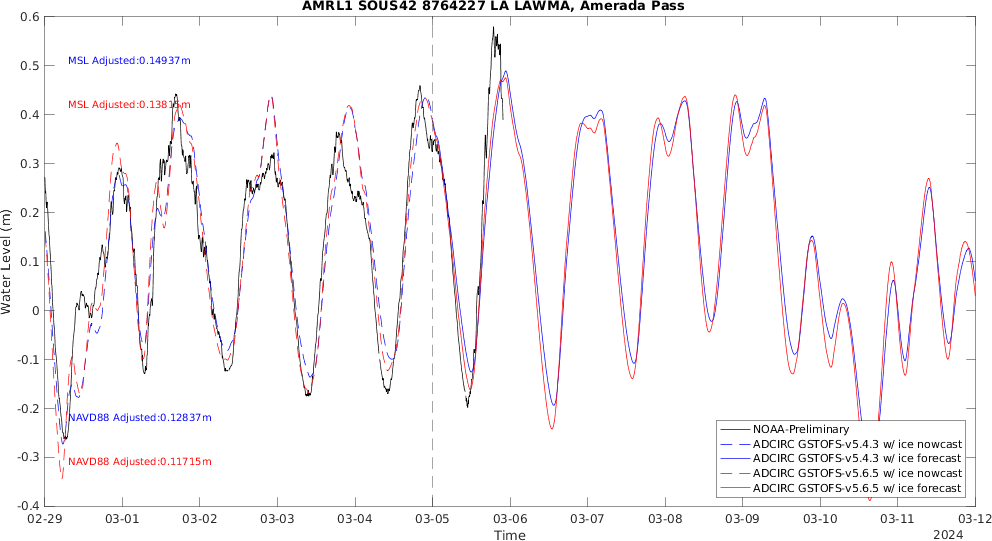 AMRL1 SOUS42 8764227 LA LAWMA, Amerada Pass
0.6
0.5
0.4
0.3
0.2
0.1
0
-0.1
-0.2
-0.3
-0.4
Water Level (m)
MSL Adjusted:0.14937m
MSL Adjusted:0.13815m
NAVD88 Adjusted:0.12837m
NAVD88 Adjusted:0.11715m
NOAA-Preliminary
ADCIRC GSTOFS-v5.4.3 w/ ice nowcast
ADCIRC GSTOFS-v5.4.3 w/ ice forecast
ADCIRC GSTOFS-v5.6.5 w/ ice nowcast
ADCIRC GSTOFS-v5.6.5 w/ ice forecast
02-29 03-01 03-02 03-03 03-04 03-05 03-06 03-07 03-08 03-09 03-10 03-11 03-12
Time
2024